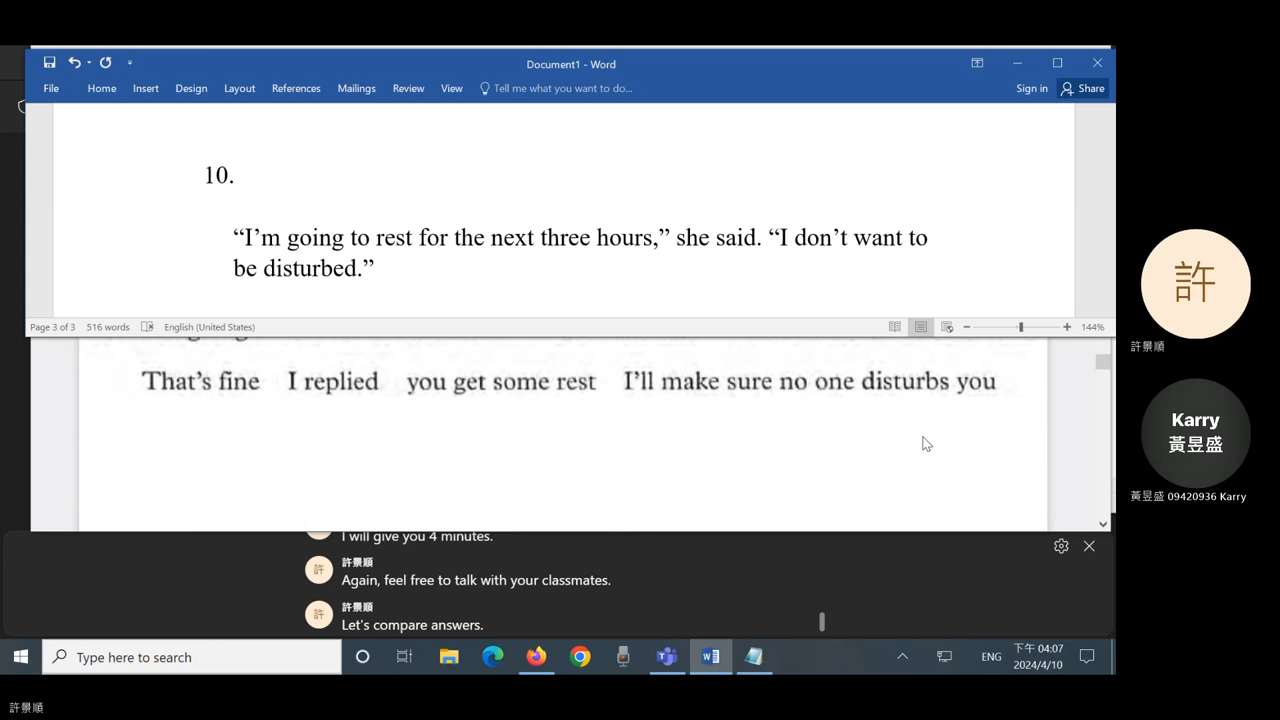 Document1 - Word
File Home Insert Design Layout References Mailings Review View Tell me what you want to do... Sign in Share
10.
“I’m going to rest for the next three hours,” she said. “I don’t want to
be disturbed.”
Page 3 of 3 516 words English (United States) 144%
That’s fine I replied you get some rest I’ll make sure no one disturbs you
I will give you 4 minutes.
許 許景順
Again, feel free to talk with your classmates.
許 許景順
Let's compare answers.
Type here to search
ENG 下午 04:07
2024/4/10
許
許景順
Karry
黃昱盛
黃昱盛 09420936 Karry
許景順